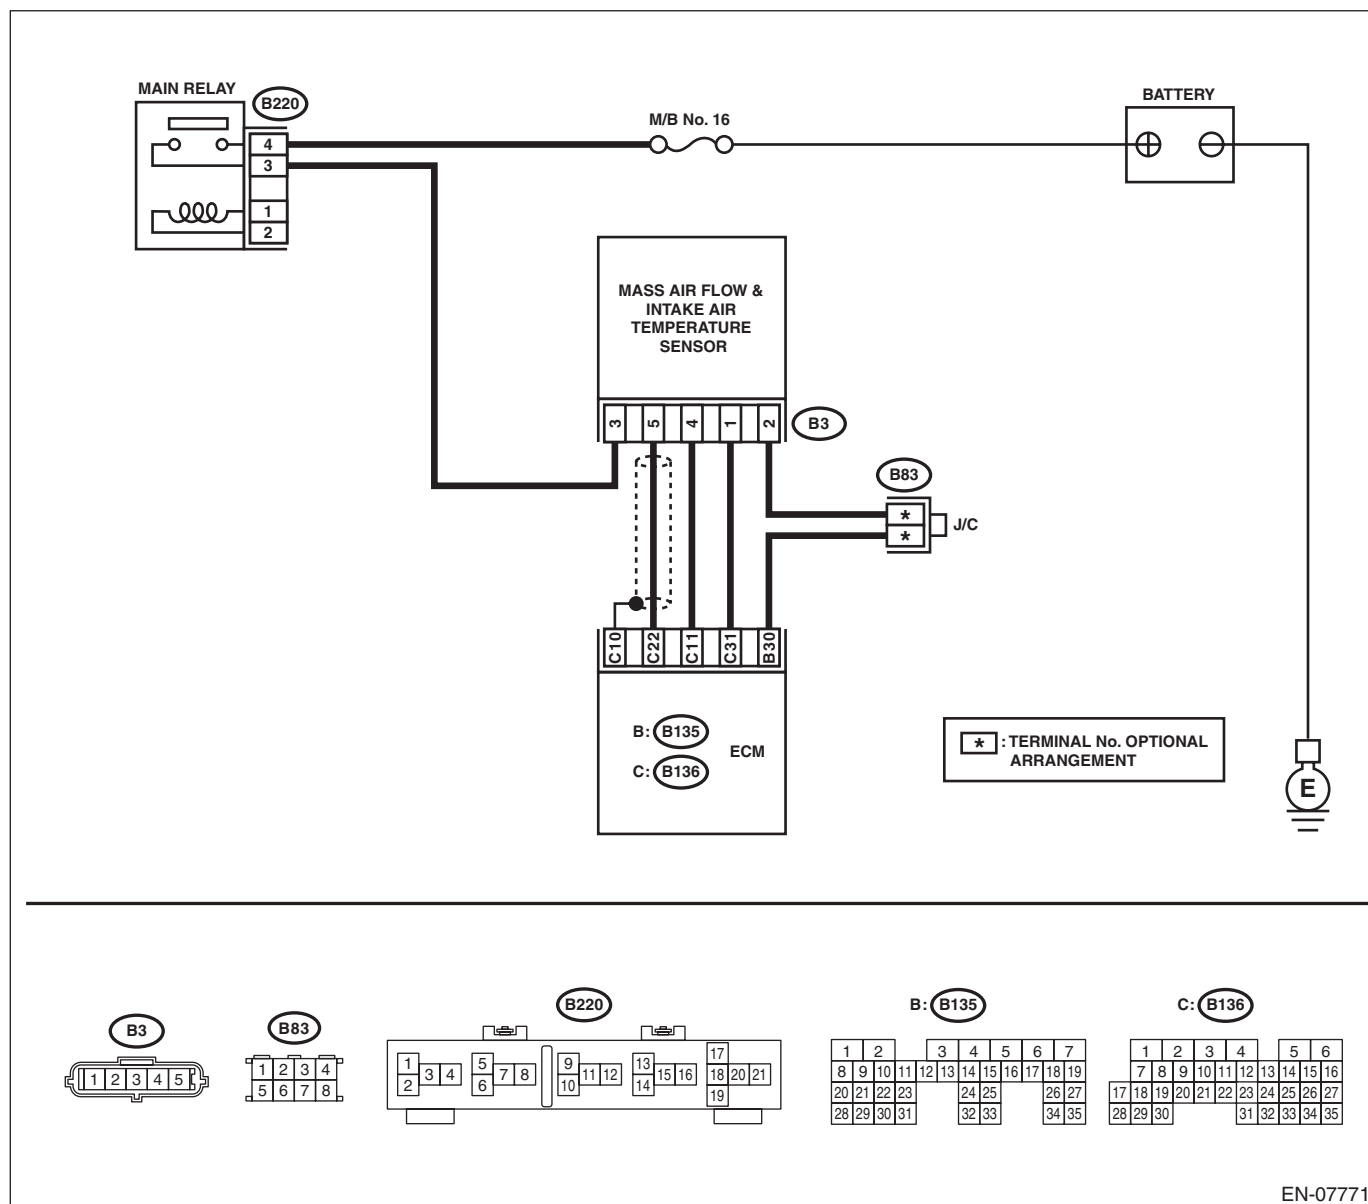 MAIN RELAY
B220
4
3
1
2
M/B No. 16
BATTERY
MASS AIR FLOW &
INTAKE AIR
TEMPERATURE
SENSOR
3 5 4 1 2
B3
B83
*
*
J/C
C10 C22 C11 C31 B30
B: B135
ECM
C: B136
* : TERMINAL No. OPTIONAL
ARRANGEMENT
E
B3
1 2 3 4 5
B83
1 2 3 4
5 6 7 8
B220
1 5 9 13 17
3 4 7 8 11 12 15 16 18 20 21
2 6 10 14 19
B: B135
1 2 3 4 5 6 7
8 9 10 11 12 13 14 15 16 17 18 19
20 21 22 23 24 25 26 27
28 29 30 31 32 33 34 35
C: B136
1 2 3 4 5 6
7 8 9 10 11 12 13 14 15 16
17 18 19 20 21 22 23 24 25 26 27
28 29 30 31 32 33 34 35
EN-07771